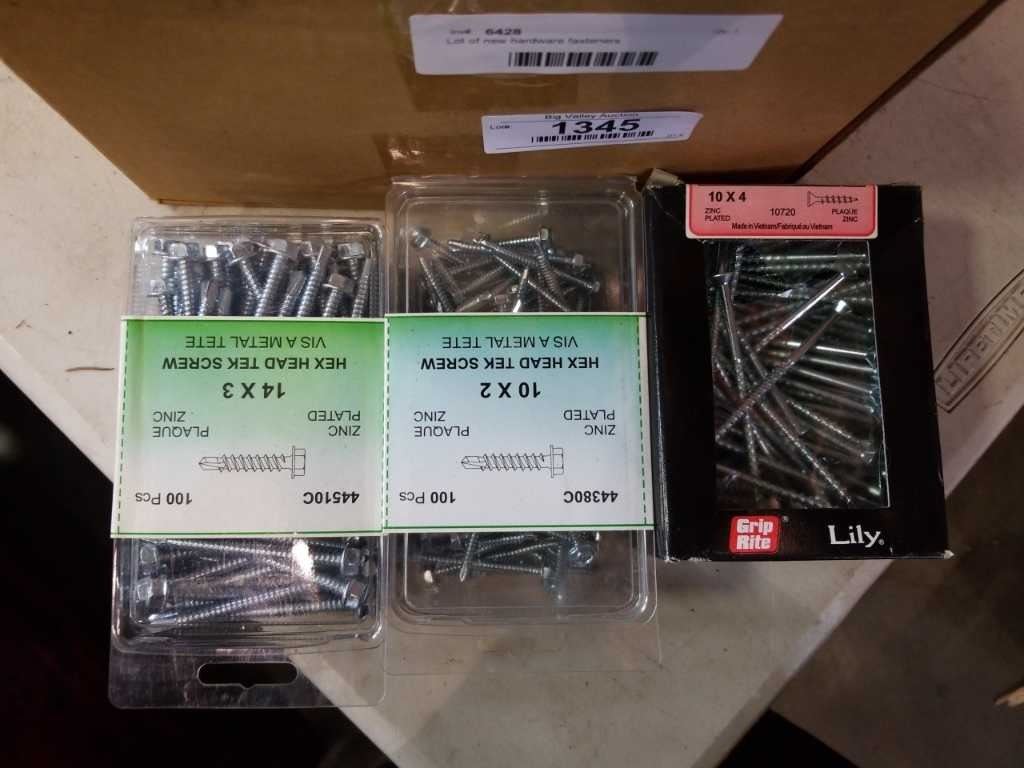 Inv#: 6428
Lot of new hardware fasteners
Big Valley Auction
Lot#: 1345
44510C 100 Pcs
ZINC PLAQUE
PLATED ZINC
14 X 3
HEX HEAD TEK SCREW
VIS A METAL TETE
44380C 100 Pcs
ZINC PLAQUE
PLATED ZINC
10 X 2
HEX HEAD TEK SCREW
VIS A METAL TETE
10 X 4
ZINC 10720 PLAQUE
PLATED ZINC
Made in Vietnam/Fabriqué au Vietnam
Grip
Rite®
Lily®
LIFETIME